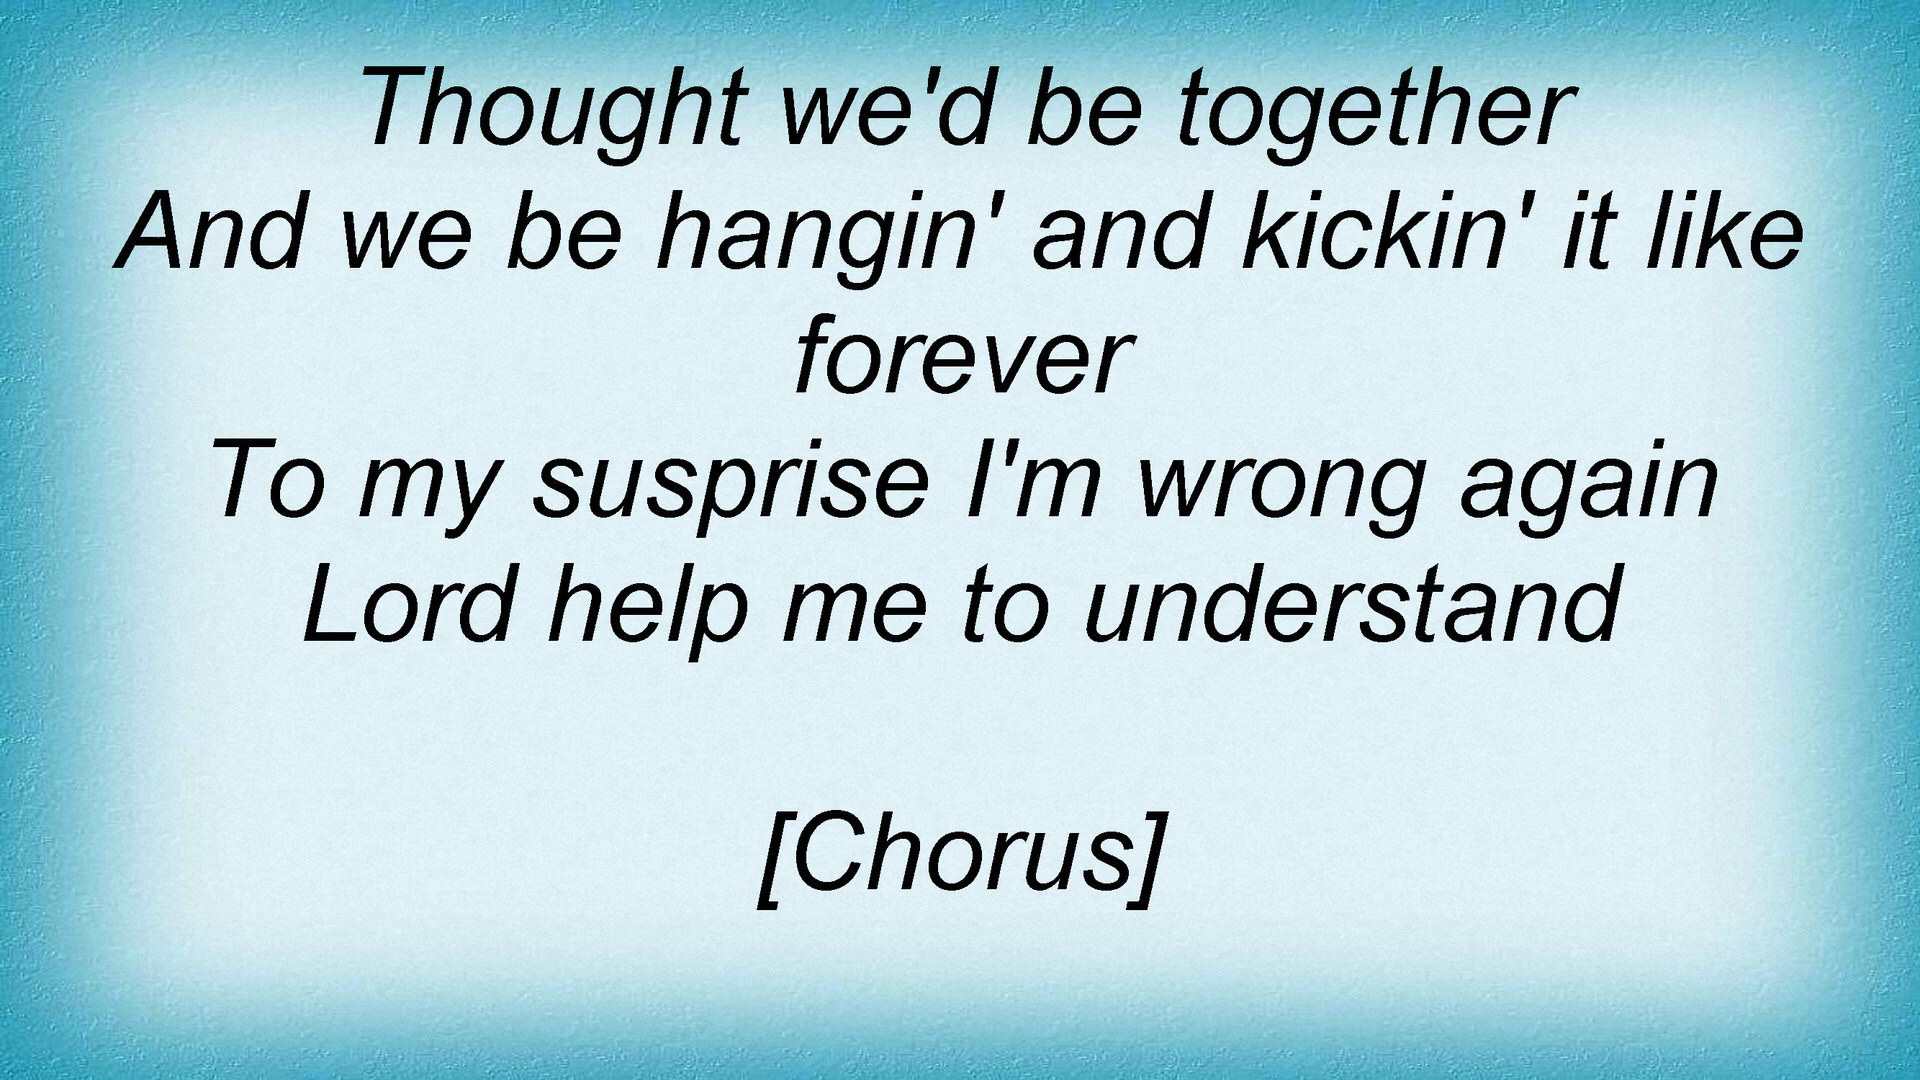 Thought we'd be together
And we be hangin' and kickin' it like
forever
To my susprise I'm wrong again
Lord help me to understand
[Chorus]